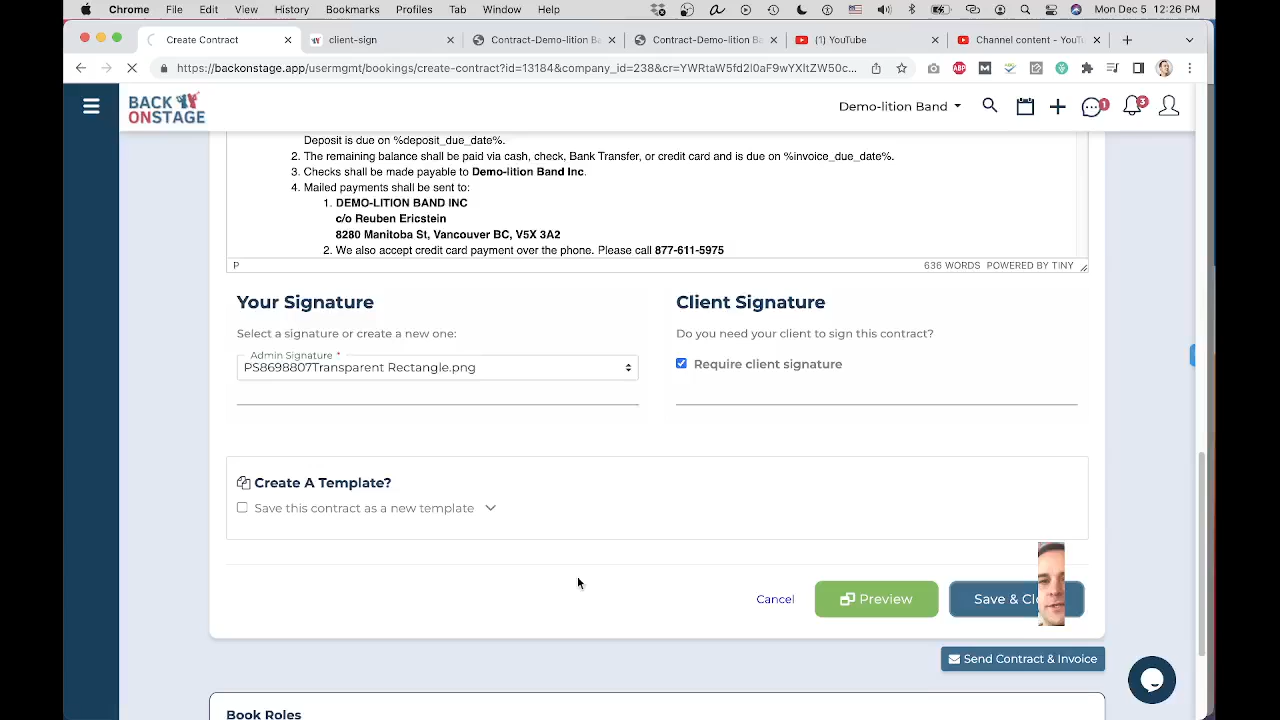 Chrome File Edit View History Bookmarks Profiles Tab Window Help Mon Dec 5 12:26 PM
Create Contract client-sign Contract-Demo-lition Be Contract-Demo-lition Ba (1) YouTube Channel content - YouTu
https://backonstage.app/usermgmt/bookings/create-contract?id=13164&company_id=238&cr=
BACK ONSTAGE
Demo-lition Band
1
3
Deposit is due on %deposit_due_date%.
2. The remaining balance shall be paid via cash, check, Bank Transfer, or credit card and is due on %invoice_due_date%.
3. Checks shall be made payable to Demo-lition Band Inc.
4. Mailed payments shall be sent to:
1. DEMO-LITION BAND INC
c/o Reuben Ericstein
8280 Manitoba St, Vancouver BC, V5X 3A2
2. We also accept credit card payment over the phone. Please call 877-611-5975
P 636 WORDS POWERED BY TINY
Your Signature
Client Signature
Select a signature or create a new one:
Do you need your client to sign this contract?
Admin Signature *
PS8698807Transparent Rectangle.png
Require client signature
Create A Template?
Save this contract as a new template
Cancel
Preview
Save & Cl
Send Contract & Invoice
Book Roles